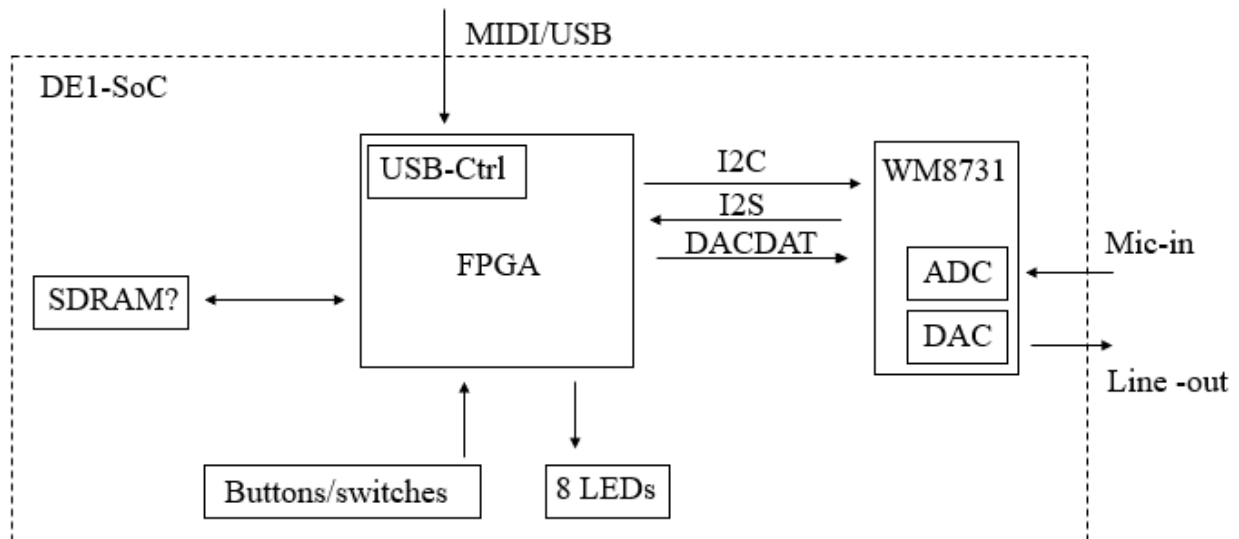 MIDI/USB
DE1-SoC
USB-Ctrl
FPGA
I2C
I2S
DACDAT
WM8731
ADC
DAC
Mic-in
Line -out
SDRAM?
Buttons/switches
8 LEDs